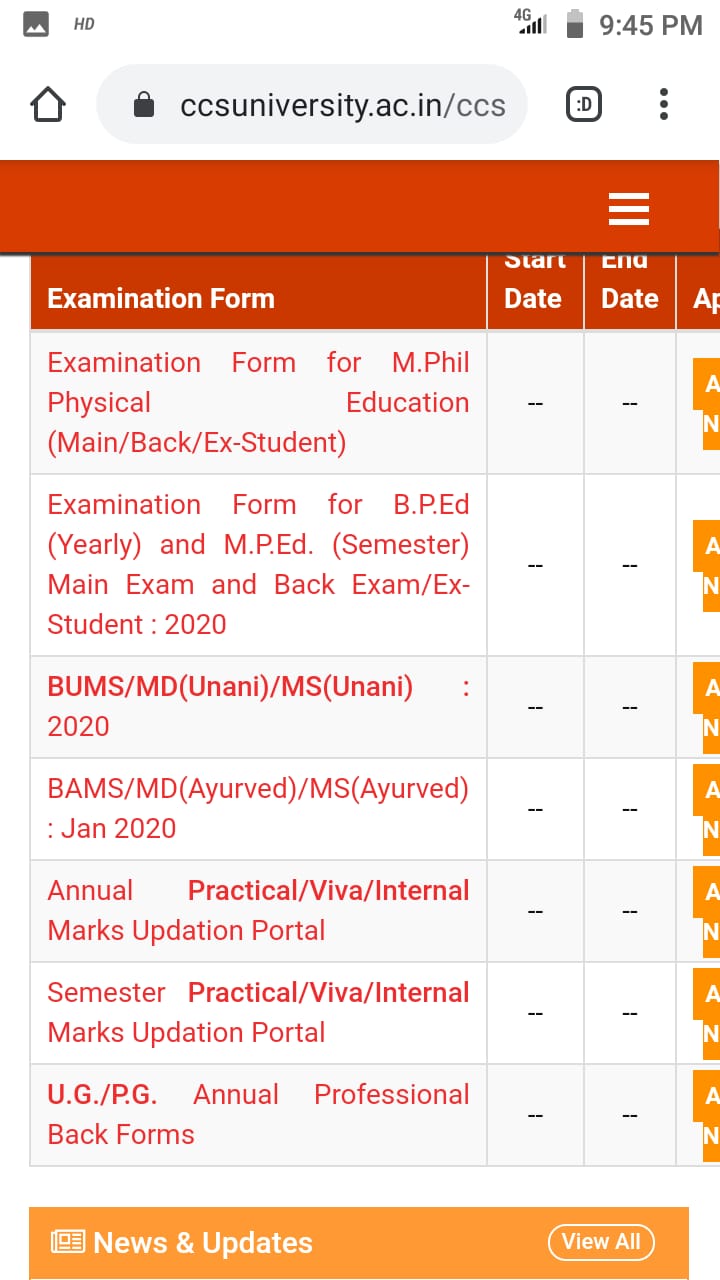 HD 4G 9:45 PM
ccsuniversity.ac.in/ccs :D
Start End
Examination Form Date Date Ap
Examination Form for M.Phil
Physical Education
(Main/Back/Ex-Student)
-- -- A
N
Examination Form for B.P.Ed
(Yearly) and M.P.Ed. (Semester)
Main Exam and Back Exam/Ex-
Student : 2020
-- -- A
N
BUMS/MD(Unani)/MS(Unani) :
2020
-- -- A
N
BAMS/MD(Ayurved)/MS(Ayurved)
: Jan 2020
-- -- A
N
Annual Practical/Viva/Internal
Marks Updation Portal
-- -- A
N
Semester Practical/Viva/Internal
Marks Updation Portal
-- -- A
N
U.G./P.G. Annual Professional
Back Forms
-- -- A
N
News & Updates View All